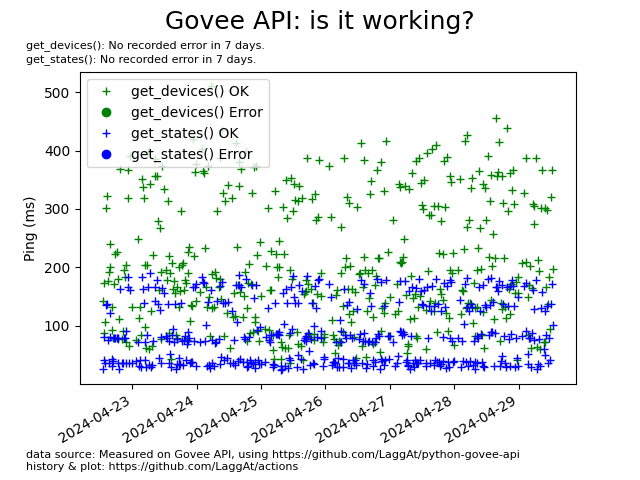 Govee API: is it working?
get_devices(): No recorded error in 7 days.
get_states(): No recorded error in 7 days.
get_devices() OK
get_devices() Error
get_states() OK
get_states() Error
500
400
300
200
100
Ping (ms)
2024-04-23
2024-04-24
2024-04-25
2024-04-26
2024-04-27
2024-04-28
2024-04-29
data source: Measured on Govee API, using https://github.com/LaggAt/python-govee-api
history & plot: https://github.com/LaggAt/actions